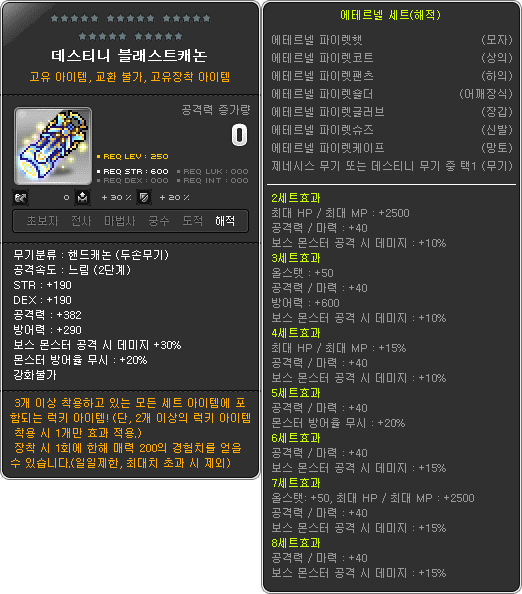 데스티니 블래스트캐논
고유 아이템, 교환 불가, 고유장착 아이템
공격력 증가량
0
REQ LEV : 250
REQ STR : 600
REQ LUK : 000
REQ DEX : 000
REQ INT : 000
0
+ 30 %
+ 20 %
초보자 전사 마법사 궁수 도적 해적
무기분류 : 핸드캐논 (두손무기)
공격속도 : 느림 (2단계)
STR : +190
DEX : +190
공격력 : +382
방어력 : +290
보스 몬스터 공격 시 데미지 +30%
몬스터 방어율 무시 : +20%
강화불가
3개 이상 착용하고 있는 모든 세트 아이템에 포
함되는 럭키 아이템! (단, 2개 이상의 럭키 아이템
착용 시 1개만 효과 적용.)
장착 시 1회에 한해 매력 200의 경험치를 얻을
수 있습니다.(일일제한, 최대치 초과 시 제외)
에테르넬 세트(해적)
에테르넬 파이렛햇 (모자)
에테르넬 파이렛코트 (상의)
에테르넬 파이렛팬츠 (하의)
에테르넬 파이렛숄더 (어깨장식)
에테르넬 파이렛글러브 (장갑)
에테르넬 파이렛슈즈 (신발)
에테르넬 파이렛케이프 (망토)
제네시스 무기 또는 데스티니 무기 중 택1 (무기)
2세트효과
최대 HP / 최대 MP : +2500
공격력 / 마력 : +40
보스 몬스터 공격 시 데미지 : +10%
3세트효과
올스탯 : +50
공격력 / 마력 : +40
방어력 : +600
보스 몬스터 공격 시 데미지 : +10%
4세트효과
최대 HP / 최대 MP : +15%
공격력 / 마력 : +40
보스 몬스터 공격 시 데미지 : +10%
5세트효과
공격력 / 마력 : +40
몬스터 방어율 무시 : +20%
6세트효과
공격력 / 마력 : +40
보스 몬스터 공격 시 데미지 : +15%
7세트효과
올스탯: +50, 최대 HP / 최대 MP : +2500
공격력 / 마력 : +40
보스 몬스터 공격 시 데미지 : +15%
8세트효과
공격력 / 마력 : +40
보스 몬스터 공격 시 데미지 : +15%